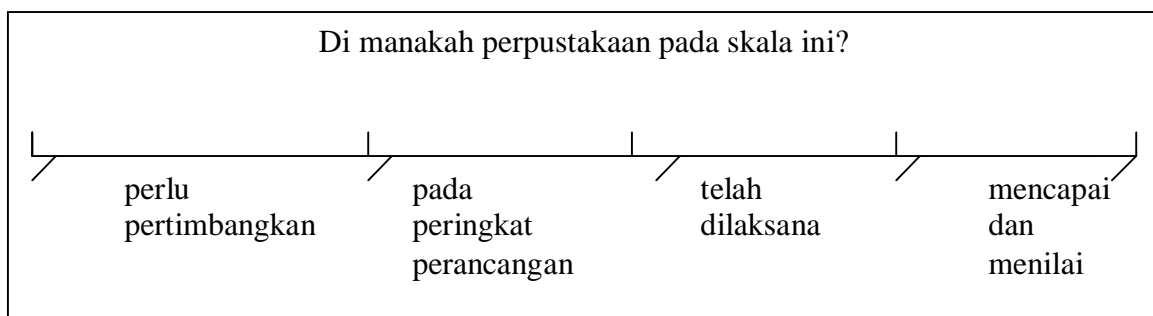 Di manakah perpustakaan pada skala ini?
perlu
pertimbangkan
pada
peringkat
perancangan
telah
dilaksana
mencapai
dan
menilai